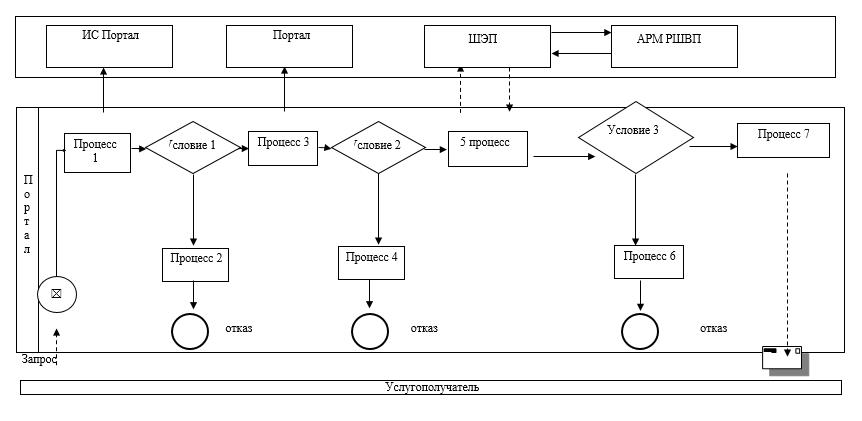 ИС Портал
Портал
ШЭП
АРМ РШВП
Процесс
1
Условие 1
Процесс 3
Условие 2
5 процесс
Условие 3
Процесс 7
Портал
Процесс 2
Процесс 4
Процесс 6
отказ
отказ
отказ
Запрос
Услугополучатель